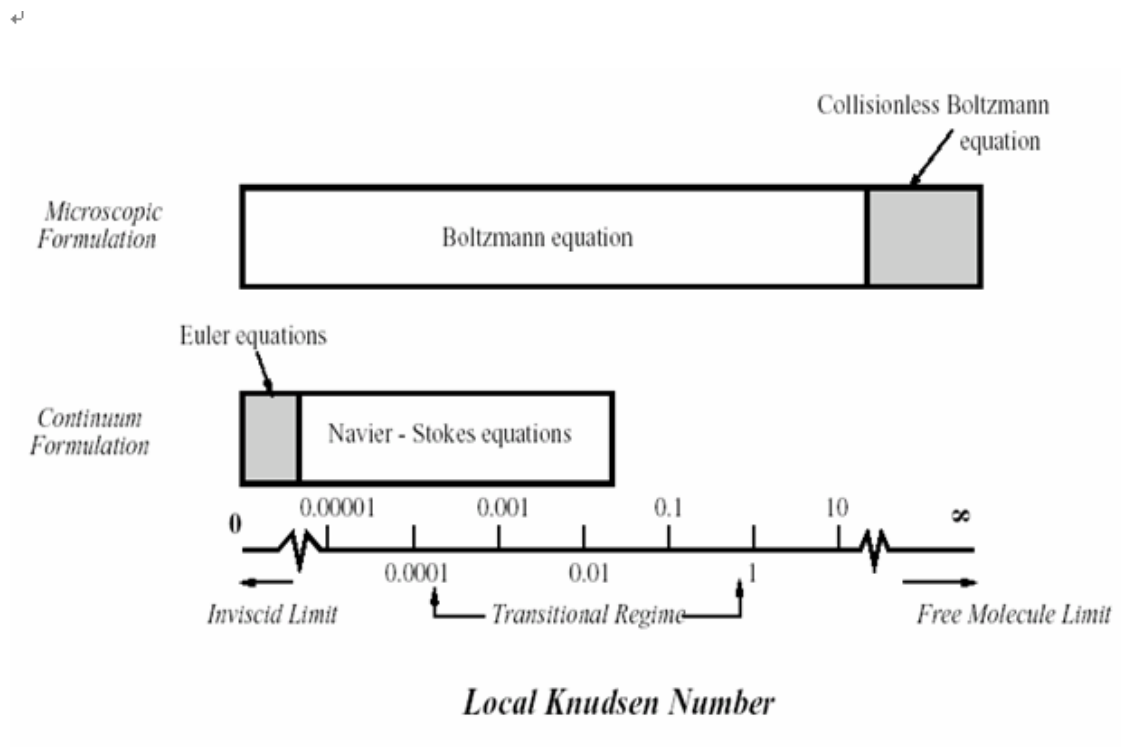 Collisionless Boltzmann
equation
Microscopic
Formulation
Boltzmann equation
Euler equations
Continuum
Formulation
Navier - Stokes equations
0 0.00001 0.001 0.1 10 ∞
0.0001 0.01 1
Inviscid Limit Transitional Regime Free Molecule Limit
Local Knudsen Number